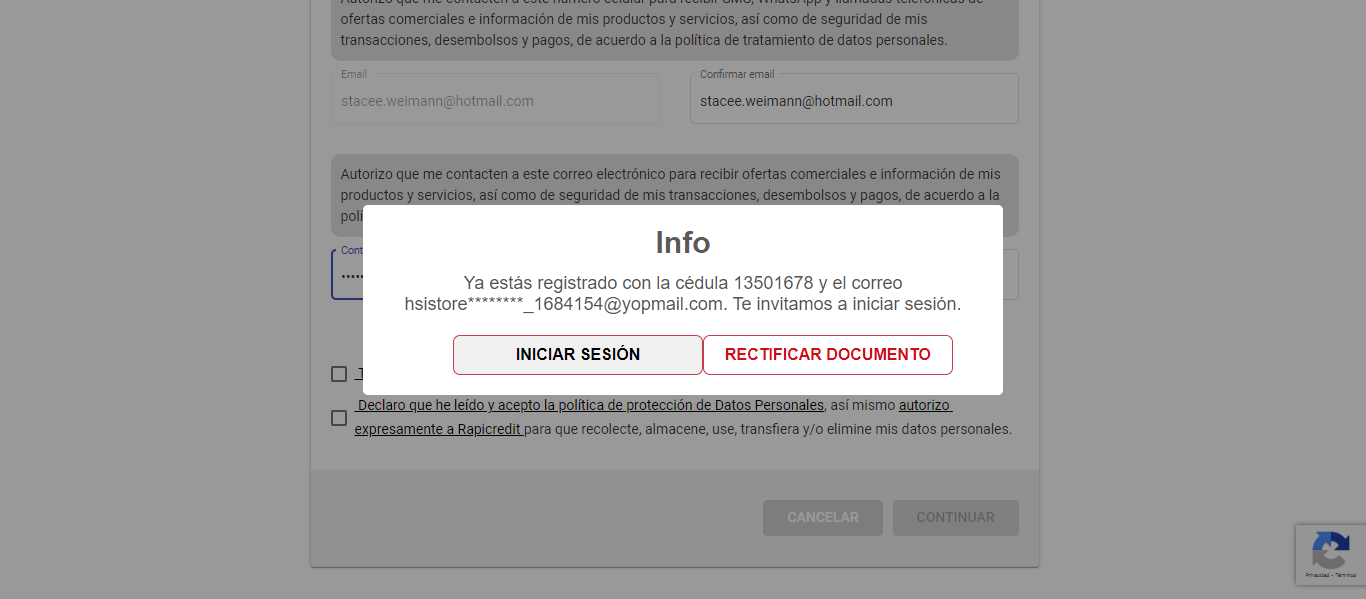 Autorizo que me contacten a este número celular para recibir SMS, WhatsApp y llamadas telefónicas de
ofertas comerciales e información de mis productos y servicios, así como de seguridad de mis
transacciones, desembolsos y pagos, de acuerdo a la política de tratamiento de datos personales.
Email
Confirmar email
stacee.weimann@hotmail.com
stacee.weimann@hotmail.com
Autorizo que me contacten a este correo electrónico para recibir ofertas comerciales e información de mis
productos y servicios, así como de seguridad de mis transacciones, desembolsos y pagos, de acuerdo a la
polí
Cont
Info
Ya estás registrado con la cédula 13501678 y el correo
hsistore********_1684154@yopmail.com. Te invitamos a iniciar sesión.
INICIAR SESIÓN
RECTIFICAR DOCUMENTO
Declaro que he leído y acepto la política de protección de Datos Personales, así mismo autorizo
expresamente a Rapicredit para que recolecte, almacene, use, transfiera y/o elimine mis datos personales.
CANCELAR
CONTINUAR
Privacidad - Términos